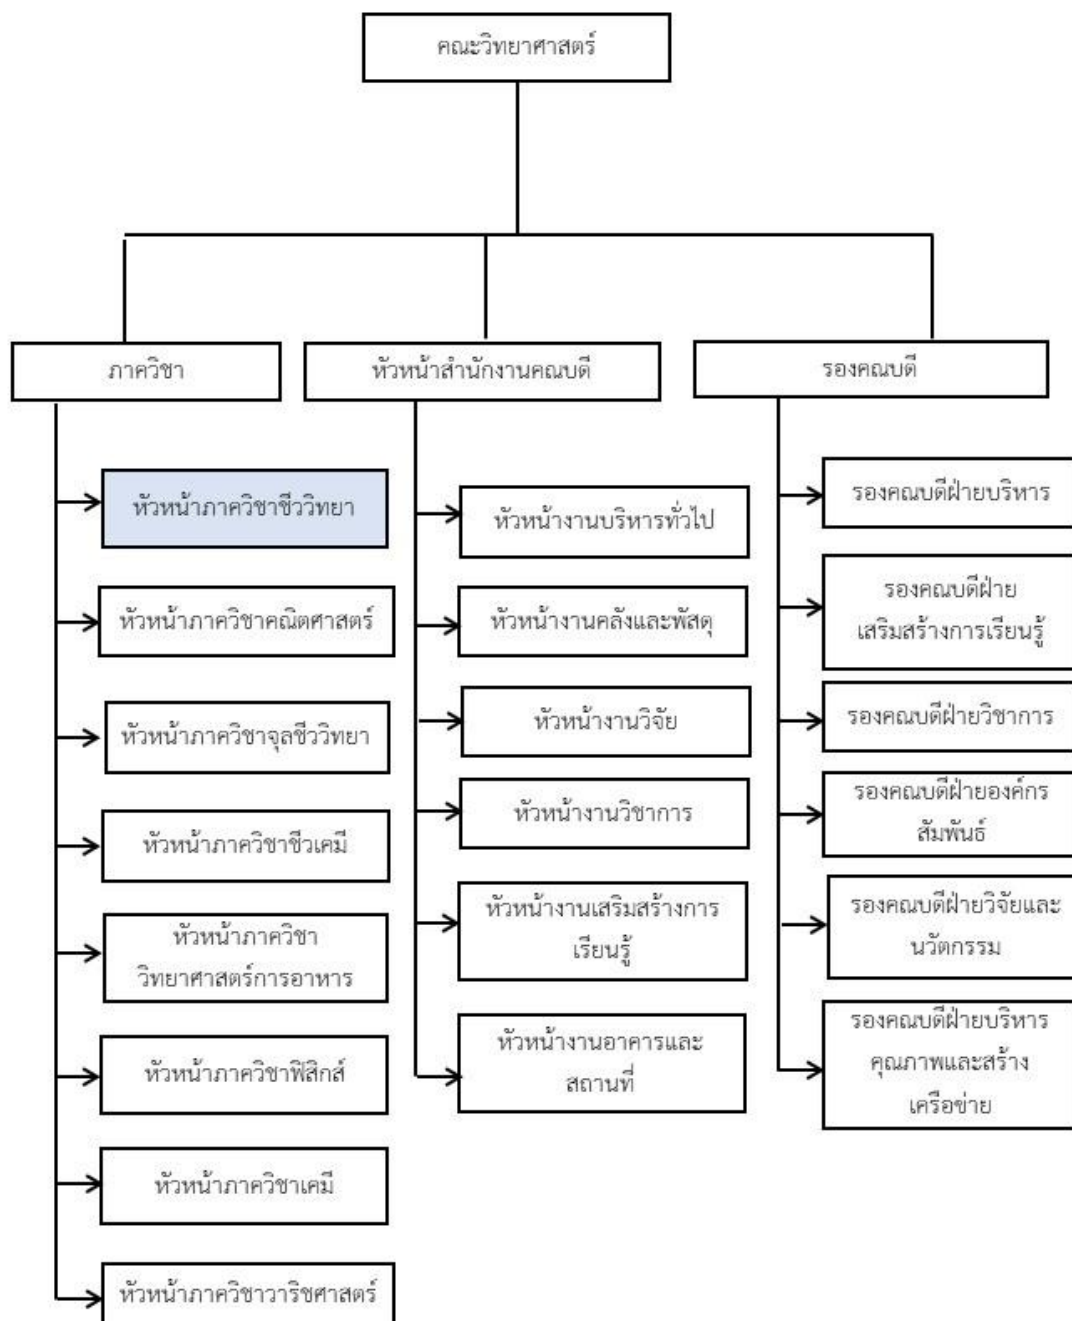 คณะวิทยาศาสตร์
ภาควิชา
หัวหน้าสำนักงานคณบดี
รองคณบดี
หัวหน้าภาควิชาชีววิทยา
หัวหน้าภาควิชาคณิตศาสตร์
หัวหน้าภาควิชาจุลชีววิทยา
หัวหน้าภาควิชาชีวเคมี
หัวหน้าภาควิชา
วิทยาศาสตร์การอาหาร
หัวหน้าภาควิชาฟิสิกส์
หัวหน้าภาควิชาเคมี
หัวหน้าภาควิชาวาริชศาสตร์
หัวหน้างานบริหารทั่วไป
หัวหน้างานคลังและพัสดุ
หัวหน้างานวิจัย
หัวหน้างานวิชาการ
หัวหน้างานเสริมสร้างการ
เรียนรู้
หัวหน้างานอาคารและ
สถานที่
รองคณบดีฝ่ายบริหาร
รองคณบดีฝ่าย
เสริมสร้างการเรียนรู้
รองคณบดีฝ่ายวิชาการ
รองคณบดีฝ่ายองค์กร
สัมพันธ์
รองคณบดีฝ่ายวิจัยและ
นวัตกรรม
รองคณบดีฝ่ายบริหาร
คุณภาพและสร้าง
เครือข่าย